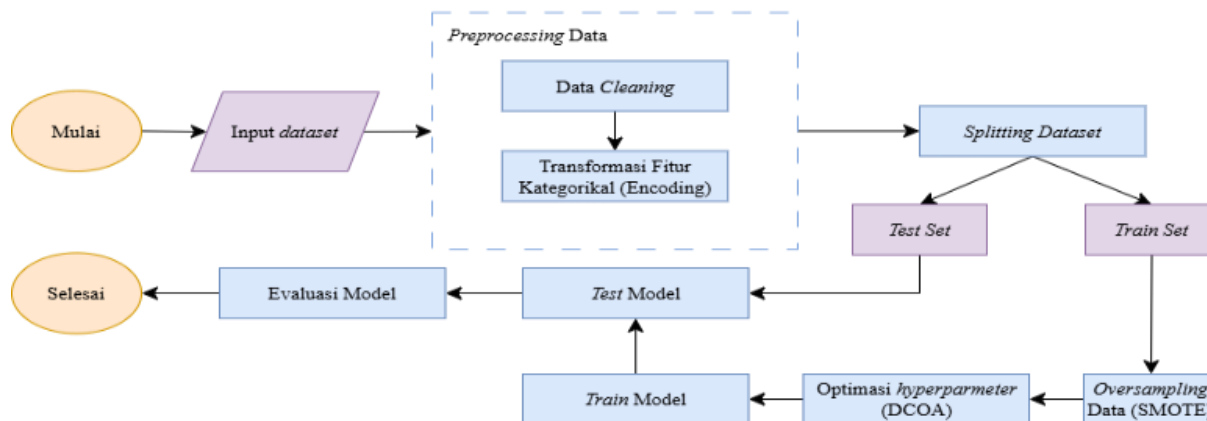 Preprocessing Data
Data Cleaning
Mulai
Input dataset
Splitting Dataset
Transformasi Fitur
Kategorikal (Encoding)
Test Set
Train Set
Selesai
Evaluasi Model
Test Model
Train Model
Optimasi hyperparmeter
(DCOA)
Oversampling
Data (SMOTE)